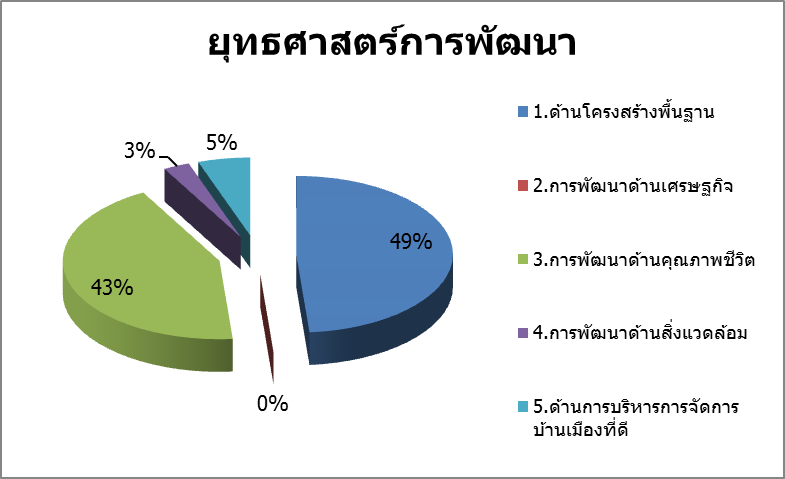 ยุทธศาสตร์การพัฒนา
3%
5%
49%
43%
0%
1.ด้านโครงสร้างพื้นฐาน
2.การพัฒนาด้านเศรษฐกิจ
3.การพัฒนาด้านคุณภาพชีวิต
4.การพัฒนาด้านสิ่งแวดล้อม
5.ด้านการบริหารการจัดการ
บ้านเมืองที่ดี